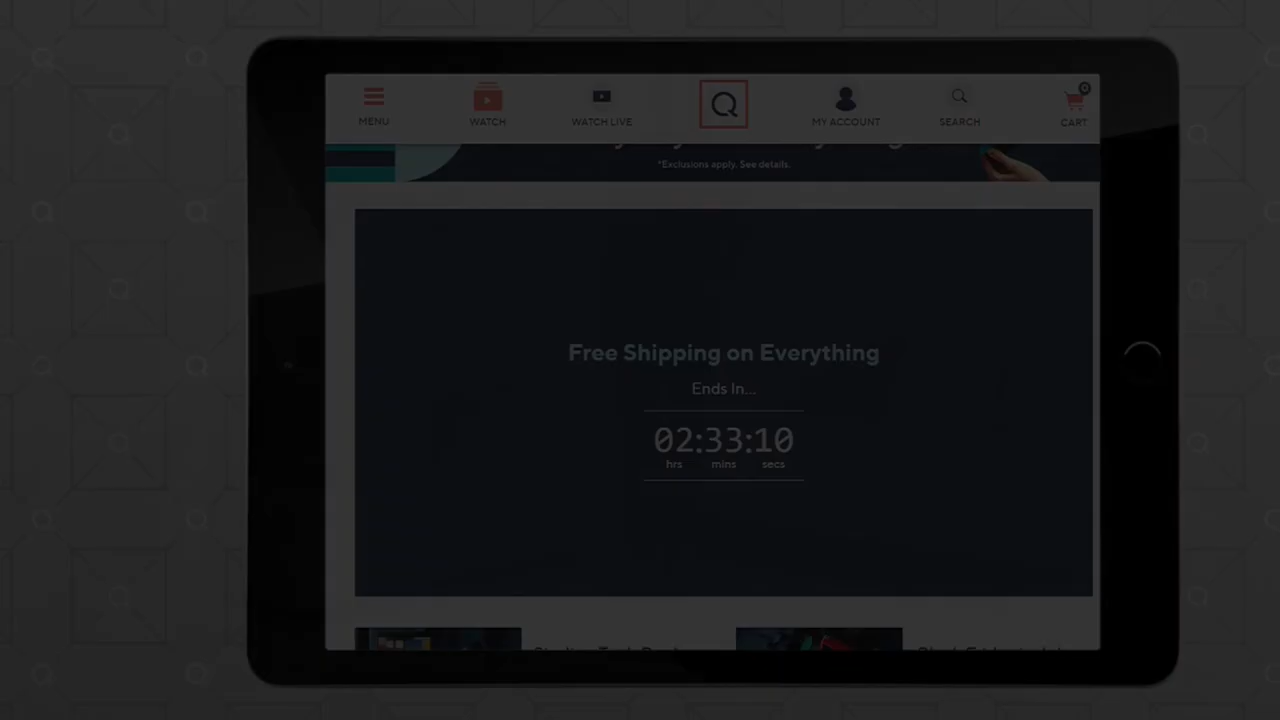 MENU
WATCH
WATCH LIVE
Q
MY ACCOUNT
SEARCH
0
CART
*Exclusions apply. See details.
Free Shipping on Everything
Ends In...
02:33:10
hrs mins secs